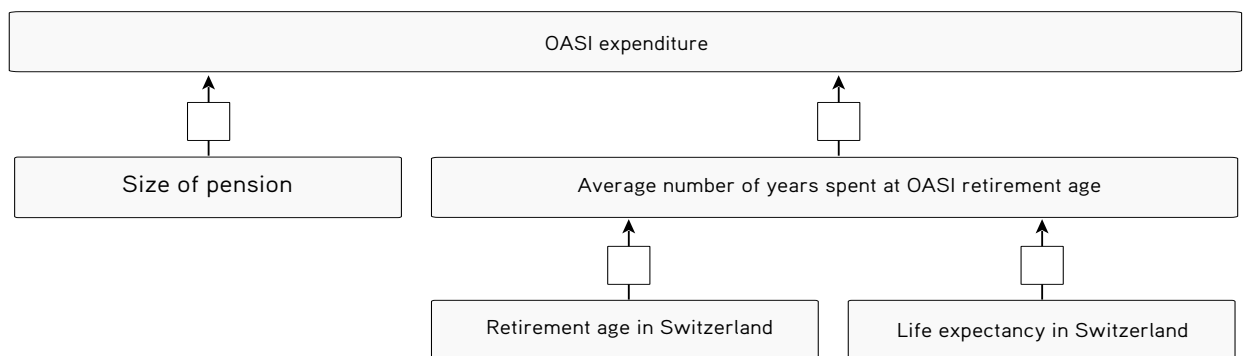 OASI expenditure
Size of pension
Average number of years spent at OASI retirement age
Retirement age in Switzerland
Life expectancy in Switzerland